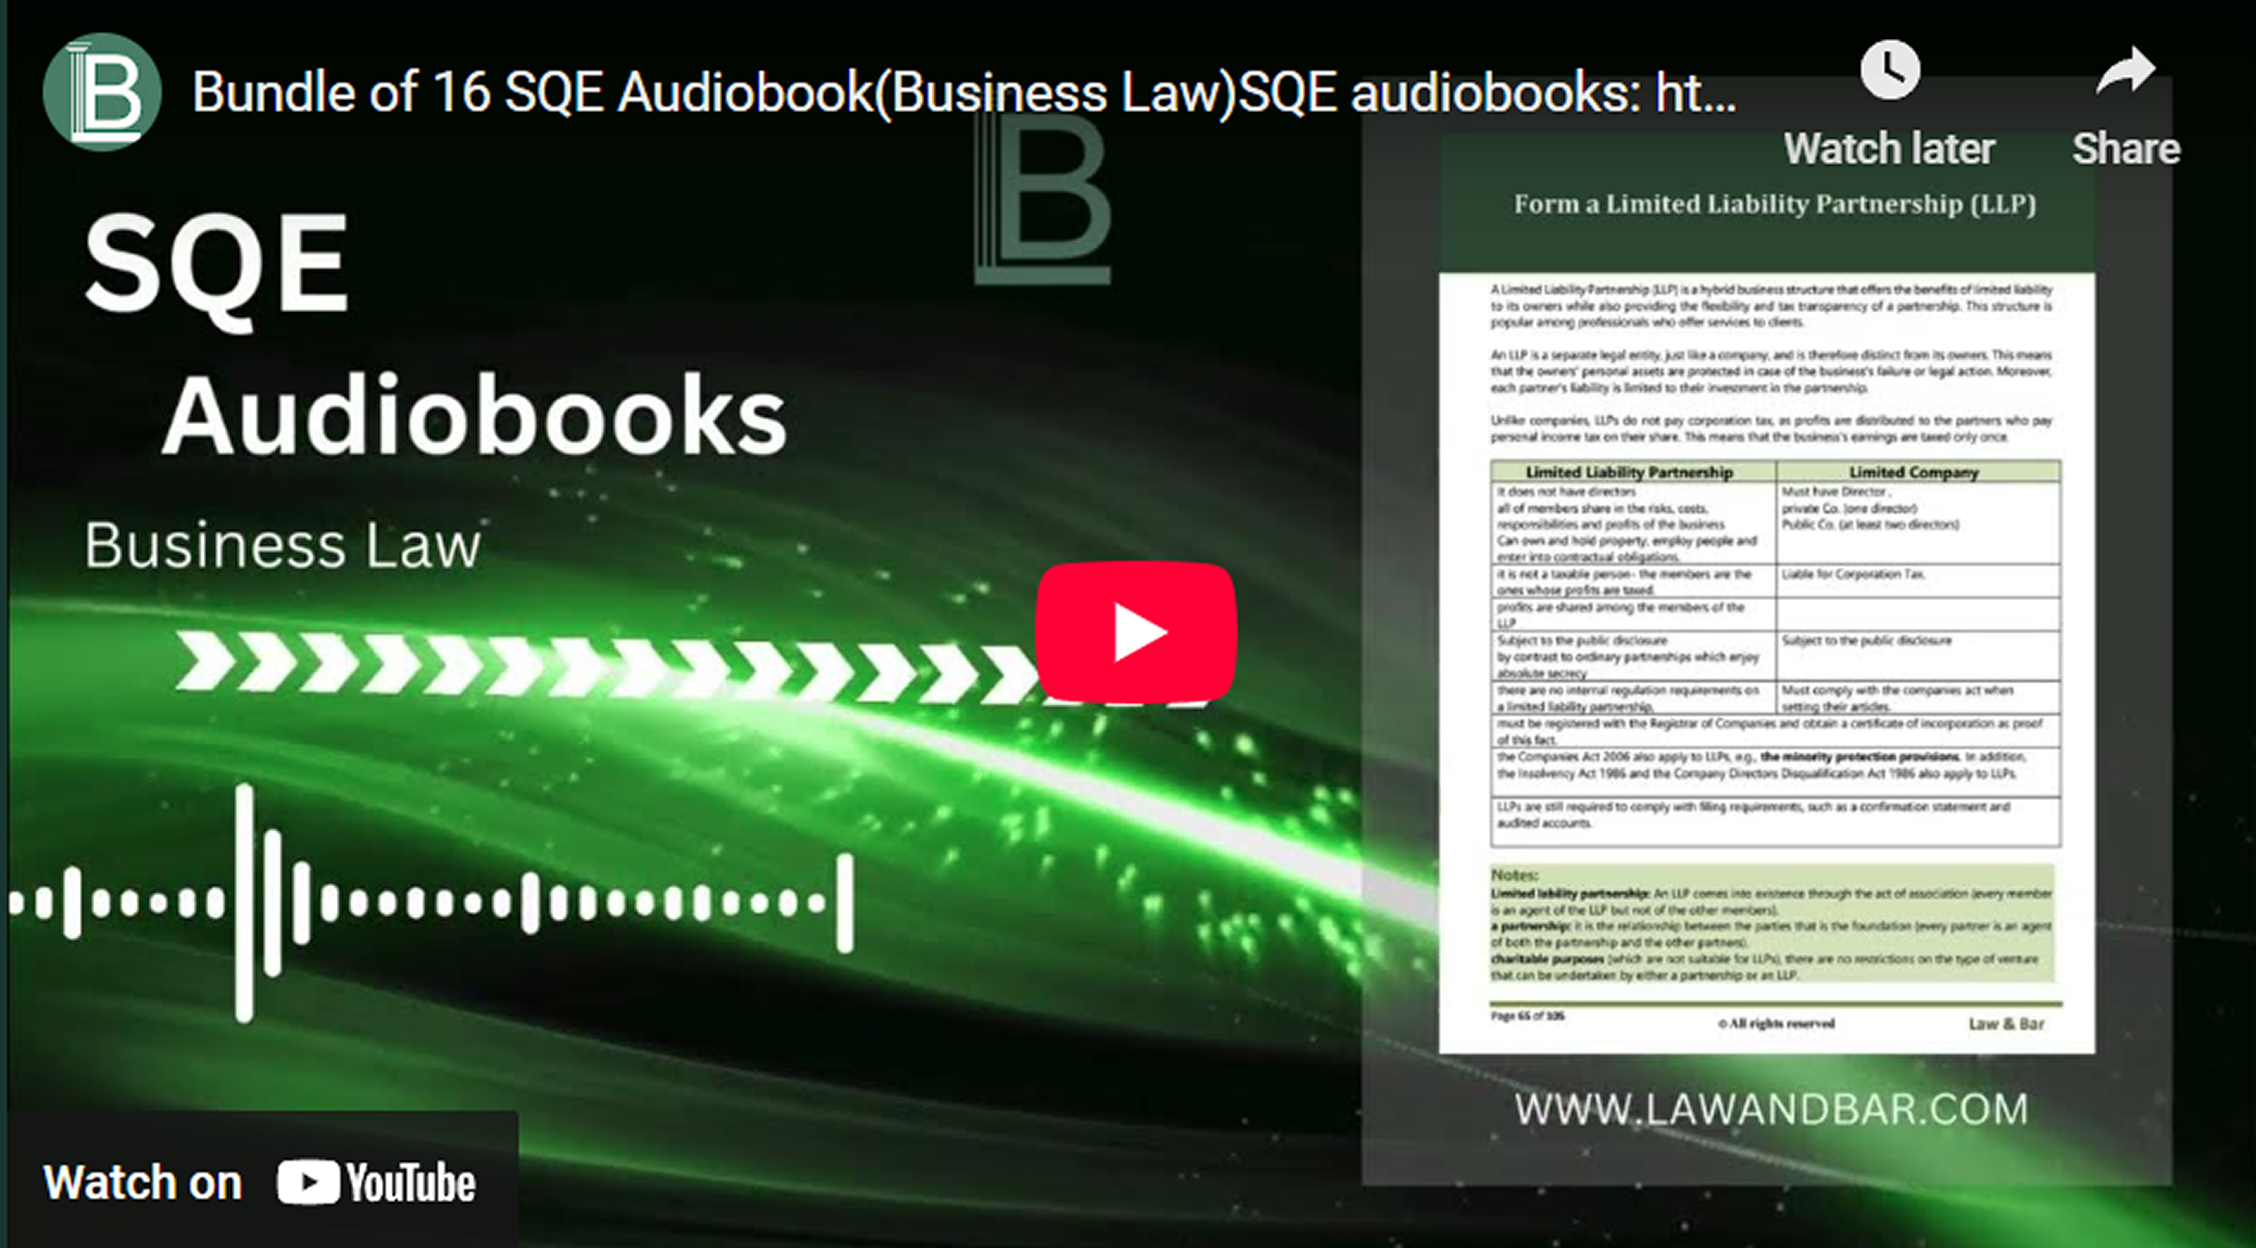 Bundle of 16 SQE Audiobook(Business Law)SQE audiobooks: ht...
Watch later
Share
B
B
SQE
Audiobooks
Business Law
Form a Limited Liability Partnership (LLP)
A Limited Liability Partnership (LLP) is a hybrid business structure that offers the benefits of limited liability
to its owners while also providing the flexibility and tax transparency of a partnership. This structure is
popular among professionals who offer services to clients.
An LLP is a separate legal entity, just like a company, and is therefore distinct from its owners. This means
that the owners' personal assets are protected in case of the business's failure or legal action. Moreover,
each partner's liability is limited to their investment in the partnership.
Unlike companies, LLPs do not pay corporation tax, as profits are distributed to the partners who pay
personal income tax on their share. This means that the business's earnings are taxed only once.
Limited Liability Partnership
Limited Company
It does not have directors
all of members share in the risks, costs,
responsibilities and profits of the business
Can own and hold property, employ people and
enter into contractual obligations.
Must have Director ,
private Co. (one director)
Public Co. (at least two directors)
it is not a taxable person- the members are the
ones whose profits are taxed.
Liable for Corporation Tax.
profits are shared among the members of the
LLP
Subject to the public disclosure
by contrast to ordinary partnerships which enjoy
absolute secrecy
Subject to the public disclosure
there are no internal regulation requirements on
a limited liability partnership,
Must comply with the companies act when
setting their articles.
must be registered with the Registrar of Companies and obtain a certificate of incorporation as proof
of this fact.
the Companies Act 2006 also apply to LLPs, e.g., the minority protection provisions. In addition,
the Insolvency Act 1986 and the Company Directors Disqualification Act 1986 also apply to LLPs.
LLPs are still required to comply with filing requirements, such as a confirmation statement and
audited accounts.
Notes:
Limited lability partnership: An LLP comes into existence through the act of association (every member
is an agent of the LLP but not of the other members).
a partnership: it is the relationship between the parties that is the foundation (every partner is an agent
of both the partnership and the other partners).
charitable purposes (which are not suitable for LLPs), there are no restrictions on the type of venture
that can be undertaken by either a partnership or an LLP.
Page 65 of 105
© All rights reserved
Law & Bar
WWW.LAWANDBAR.COM
Watch on YouTube